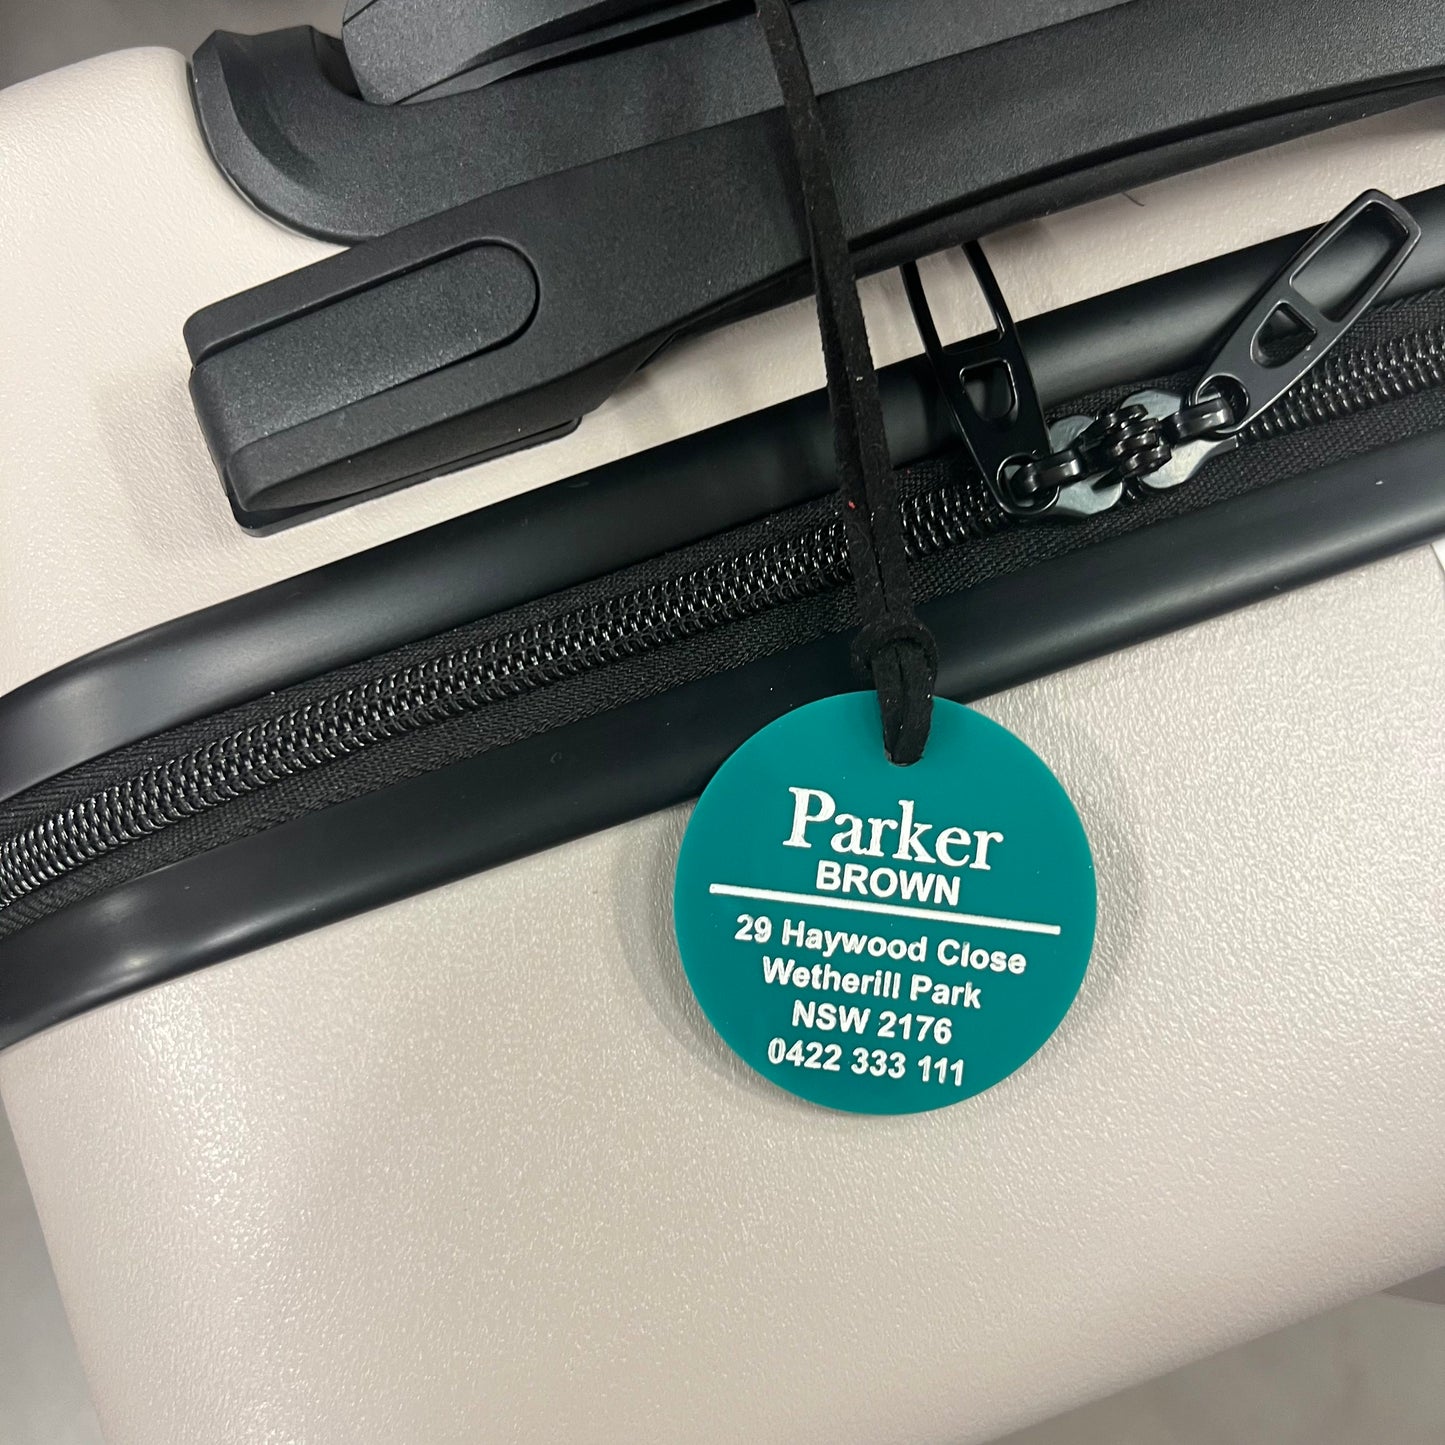 Parker
BROWN
29 Haywood Close
Wetherill Park
NSW 2176
0422 333 111